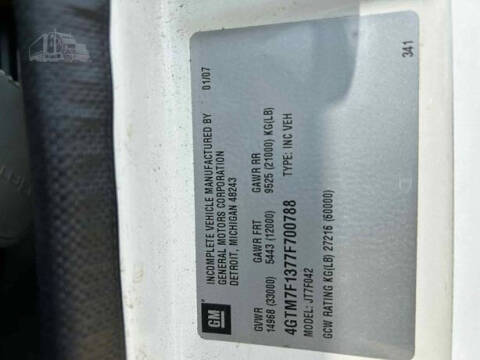 GM
INCOMPLETE VEHICLE MANUFACTURED BY
GENERAL MOTORS CORPORATION 01/07
DETROIT, MICHIGAN 48243
GVWR GAWR FRT GAWR RR
14968 (33000) 5443 (12000) 9525 (21000) KG(LB)
4GTM7F1377F700788 TYPE: INC VEH
MODEL: JT7F042
GCW RATING KG(LB) 27216 (60000)
341